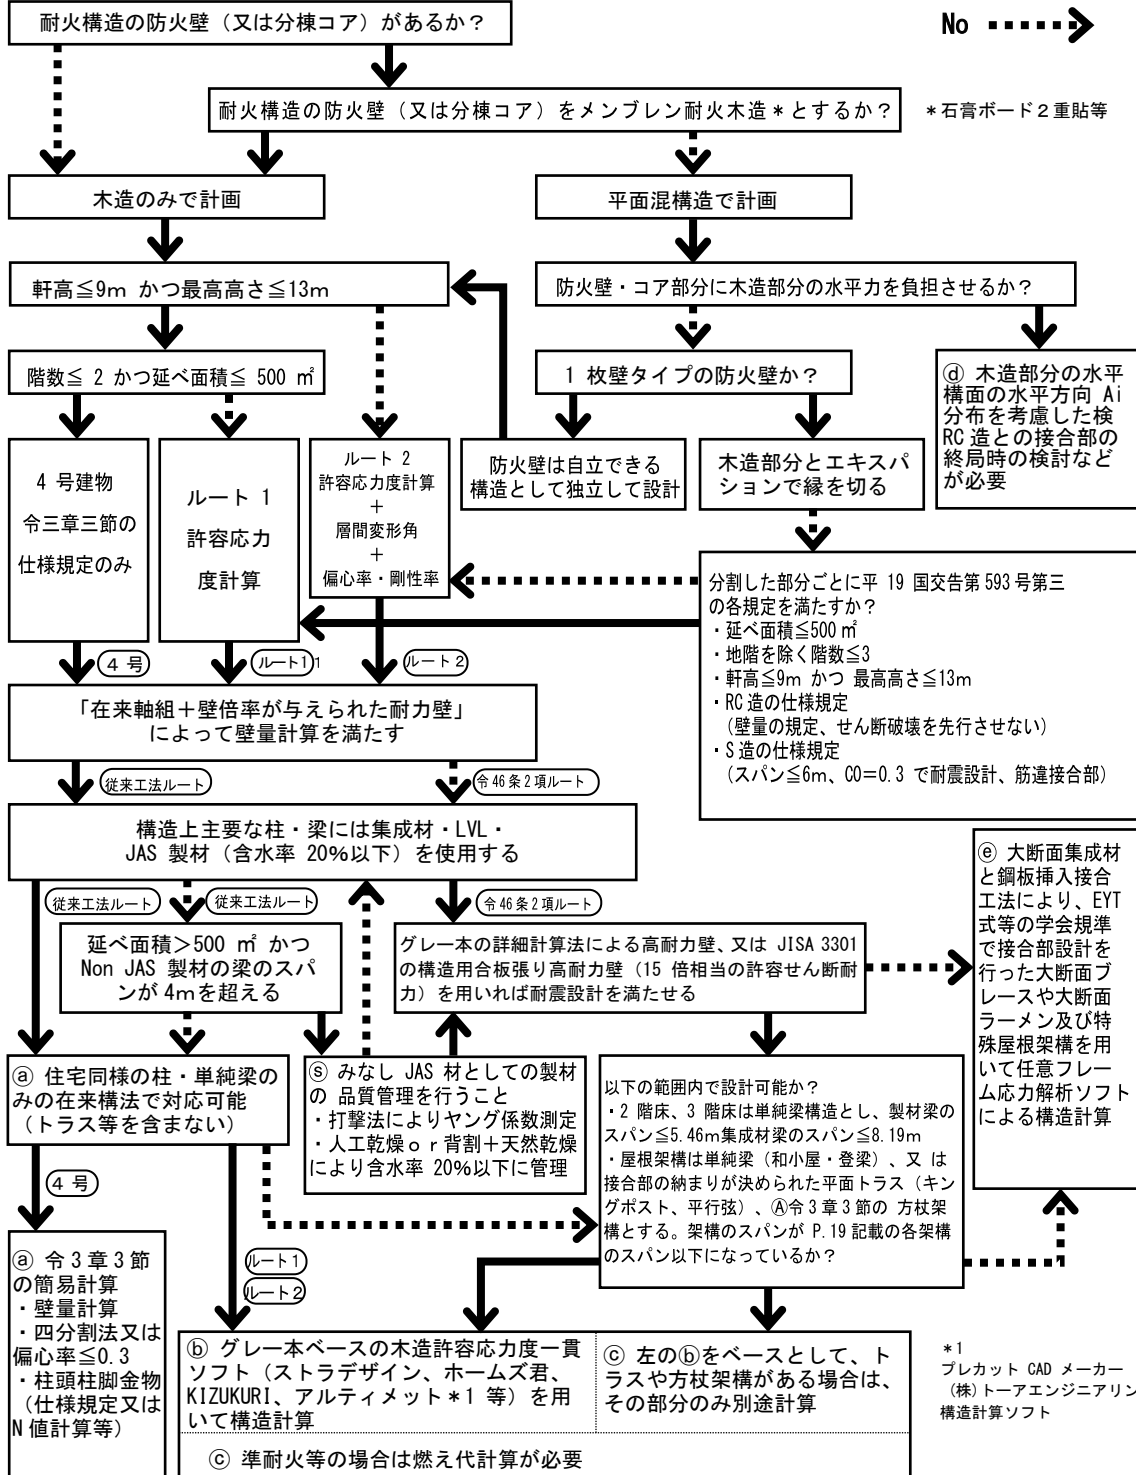 耐火構造の防火壁（又は分棟コア）があるか？
No
耐火構造の防火壁（又は分棟コア）をメンブレン耐火木造＊とするか？
＊石膏ボード２重貼等
木造のみで計画
平面混構造で計画
軒高≦9m かつ最高高さ≦13m
防火壁・コア部分に木造部分の水平力を負担させるか？
階数≦ 2 かつ延べ面積≦ 500 ㎡
1 枚壁タイプの防火壁か？
ⓓ 木造部分の水平
構面の水平方向 Ai
分布を考慮した検
RC 造との接合部の
終局時の検討など
が必要
4 号建物
令三章三節の
仕様規定のみ
ルート 1
許容応力
度計算
ルート 2
許容応力度計算
＋
層間変形角
＋
偏心率・剛性率
防火壁は自立できる
構造として独立して設計
木造部分とエキスパ
ションで縁を切る
分割した部分ごとに平 19 国交告第 593 号第三
の各規定を満たすか？
・延べ面積≦500 ㎡
・地階を除く階数≦3
・軒高≦9m かつ 最高高さ≦13m
・RC 造の仕様規定
（壁量の規定、せん断破壊を先行させない）
・S 造の仕様規定
（スパン≦6m、C0＝0.3 で耐震設計、筋違接合部）
4 号
ルート1
1
ルート2
「在来軸組＋壁倍率が与えられた耐力壁」
によって壁量計算を満たす
従来工法ルート
令 46 条 2 項ルート
構造上主要な柱・梁には集成材・LVL・
JAS 製材（含水率 20%以下）を使用する
従来工法ルート
従来工法ルート
令 46 条 2 項ルート
延べ面積＞500 ㎡ かつ
Non JAS 製材の梁のスパ
ンが 4m を超える
グレー本の詳細計算法による高耐力壁、又は JISA 3301
の構造用合板張り高耐力壁（15 倍相当の許容せん断耐
力）を用いれば耐震設計を満たせる
ⓔ 大断面集成材
と鋼板挿入接合
工法により、EYT
式等の学会規準
で接合部設計を
行った大断面ブ
レースや大断面
ラーメン及び特
殊屋根架構を用
いて任意フレー
ム応力解析ソフト
による構造計算
ⓐ 住宅同様の柱・単純梁の
みの在来構法で対応可能
（トラス等を含まない）
ⓢ みなし JAS 材としての製材
の 品質管理を行うこと
・打撃法によりヤング係数測定
・人工乾燥ｏｒ背割＋天然乾燥
により含水率 20%以下に管理
以下の範囲内で設計可能か？
・2 階床、3 階床は単純梁構造とし、製材梁の
スパン≦5.46m 集成材梁のスパン≦8.19m
・屋根架構は単純梁（和小屋・登梁）、又 は
接合部の納まりが決められた平面トラス（キン
グポスト、平行弦）、Ⓐ令３章３節の 方杖架
構とする。架構のスパンが P.19 記載の各架構
のスパン以下になっているか？
4 号
ルート1
ルート2
ⓐ 令３章３節
の簡易計算
・壁量計算
・四分割法又は
偏心率≦0.3
・柱頭柱脚金物
（仕様規定又は
N 値計算等）
ⓑ グレー本ベースの木造許容応力度一貫
ソフト（ストラデザイン、ホームズ君、
KIZUKURI、アルティメット＊1 等）を用
いて構造計算
ⓒ 左のⓑをベースとして、ト
ラスや方杖架構がある場合は、
その部分のみ別途計算
ⓒ 準耐火等の場合は燃え代計算が必要
＊1
プレカット CAD メーカー
（株）トーアエンジニアリン
構造計算ソフト